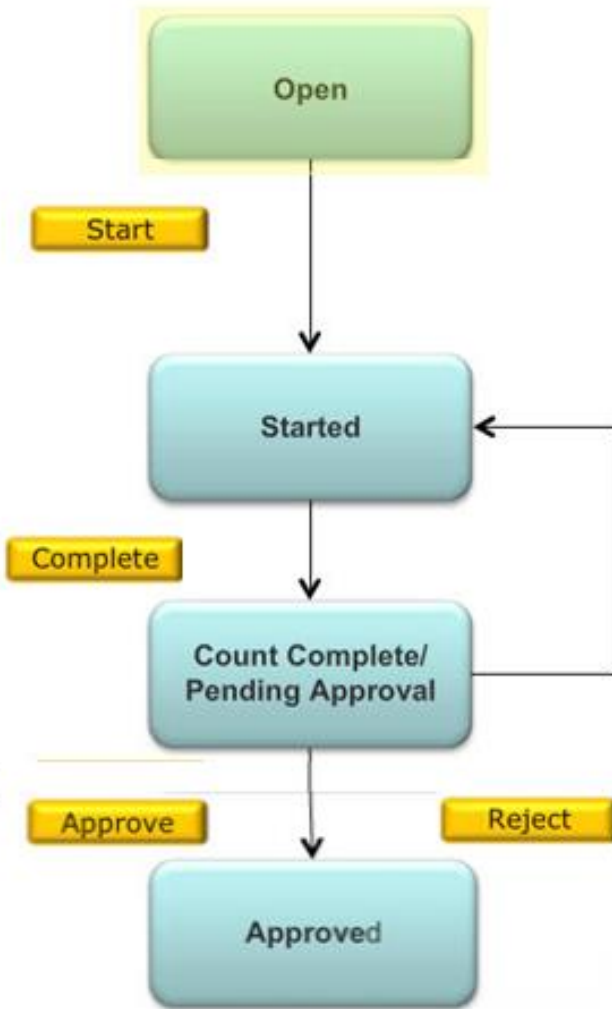 Open
Start
Started
Complete
Count Complete/
Pending Approval
Approve
Reject
Approved